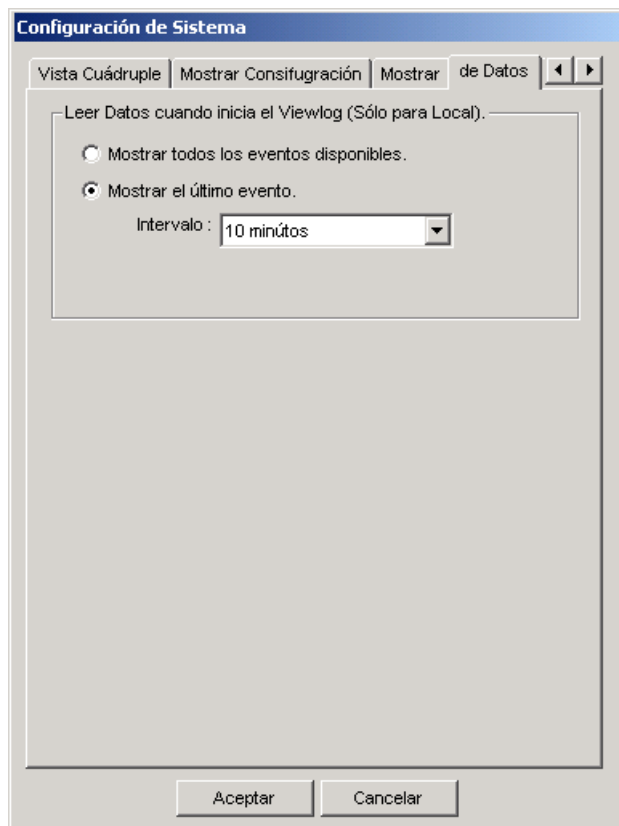 Configuración de Sistema
Vista Cuádruple
Mostrar Consifugración
Mostrar
de Datos
Leer Datos cuando inicia el Viewlog (Sólo para Local).
Mostrar todos los eventos disponibles.
Mostrar el último evento.
Intervalo : 10 minútos
Aceptar
Cancelar